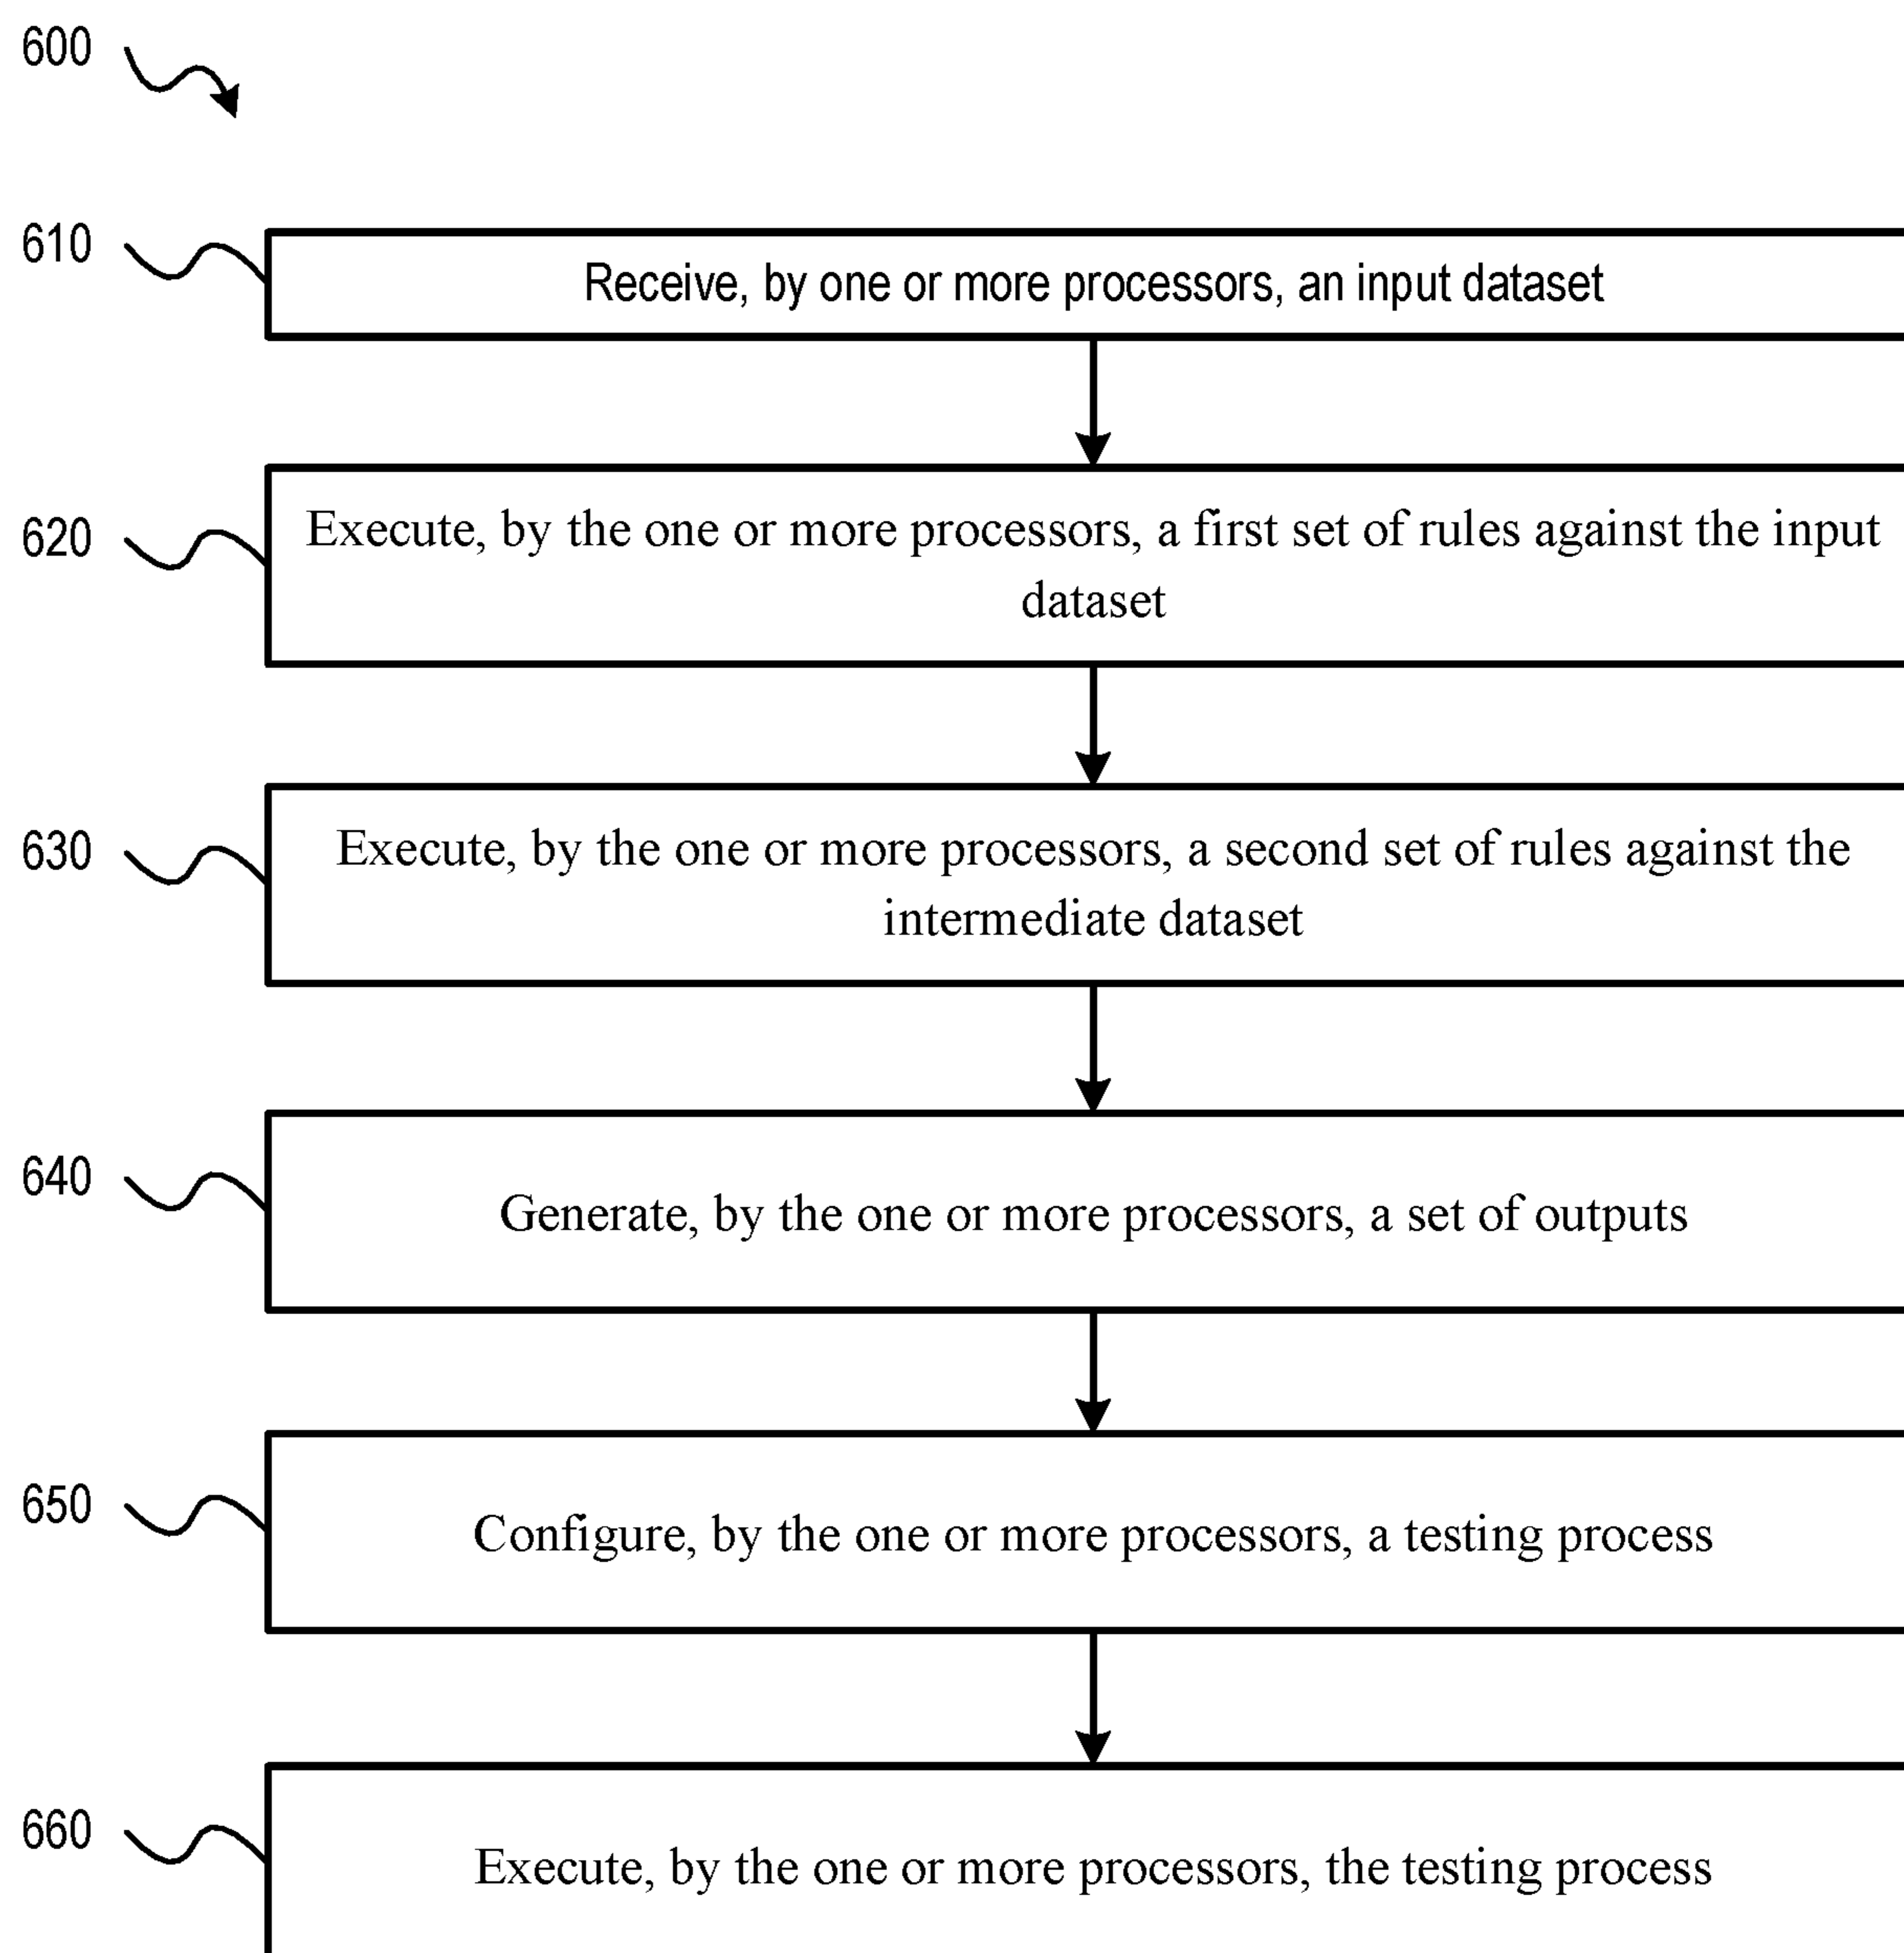 600
610
Receive, by one or more processors, an input dataset
620
Execute, by the one or more processors, a first set of rules against the input
dataset
630
Execute, by the one or more processors, a second set of rules against the
intermediate dataset
640
Generate, by the one or more processors, a set of outputs
650
Configure, by the one or more processors, a testing process
660
Execute, by the one or more processors, the testing process